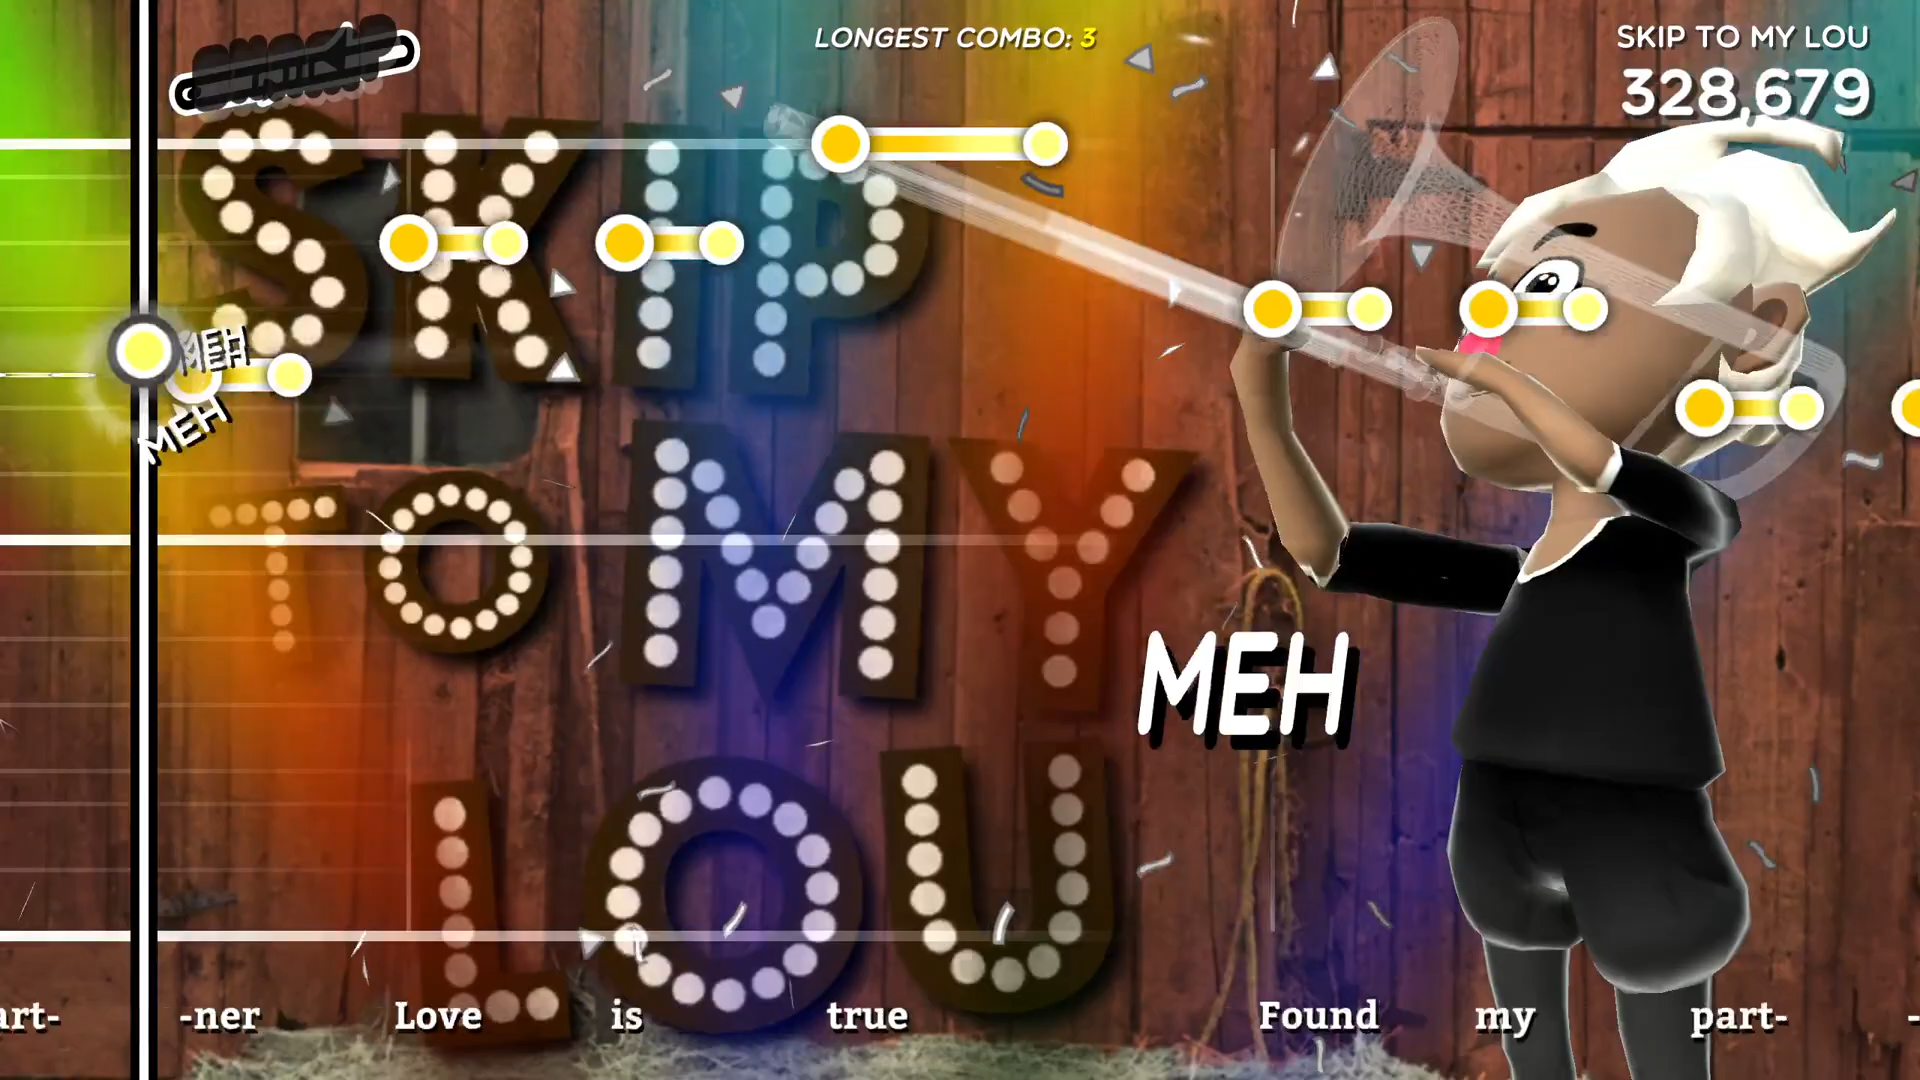 LONGEST COMBO: 3
SKIP TO MY LOU
328,679
SKIP
MEH
MEH
TO MY
MEH
LOU
art- -ner Love is true Found my part- -